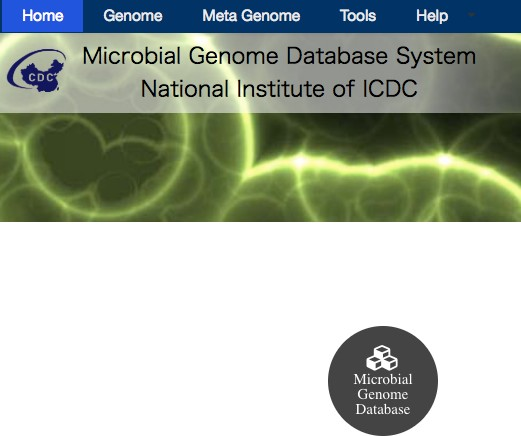 Home Genome Meta Genome Tools Help
CDC Microbial Genome Database System
National Institute of ICDC
Microbial
Genome
Database